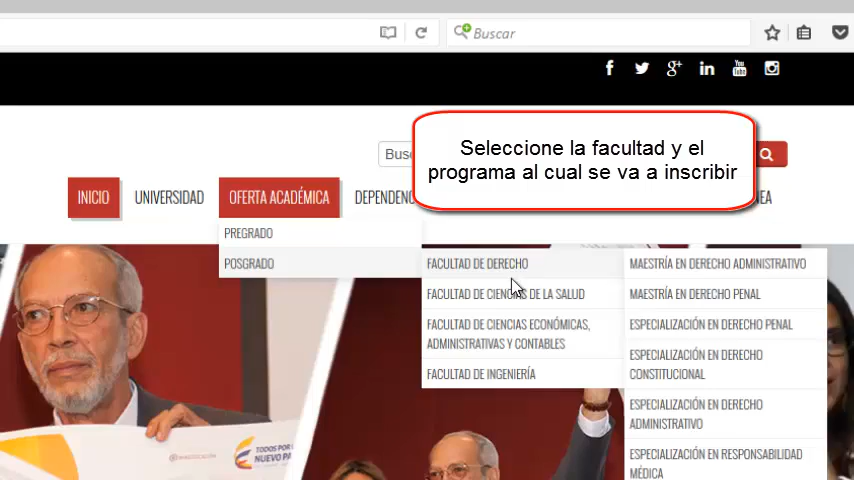 Buscar
Seleccione la facultad y el
programa al cual se va a inscribir
INICIO
UNIVERSIDAD
OFERTA ACADÉMICA
PREGRADO
POSGRADO
FACULTAD DE DERECHO
FACULTAD DE CIENCIAS DE LA SALUD
FACULTAD DE CIENCIAS ECONÓMICAS,
ADMINISTRATIVAS Y CONTABLES
FACULTAD DE INGENIERÍA
MAESTRÍA EN DERECHO ADMINISTRATIVO
MAESTRÍA EN DERECHO PENAL
ESPECIALIZACIÓN EN DERECHO PENAL
ESPECIALIZACIÓN EN DERECHO
CONSTITUCIONAL
ESPECIALIZACIÓN EN DERECHO
ADMINISTRATIVO
ESPECIALIZACIÓN EN RESPONSABILIDAD
MÉDICA
TODOS POR
NUEVO